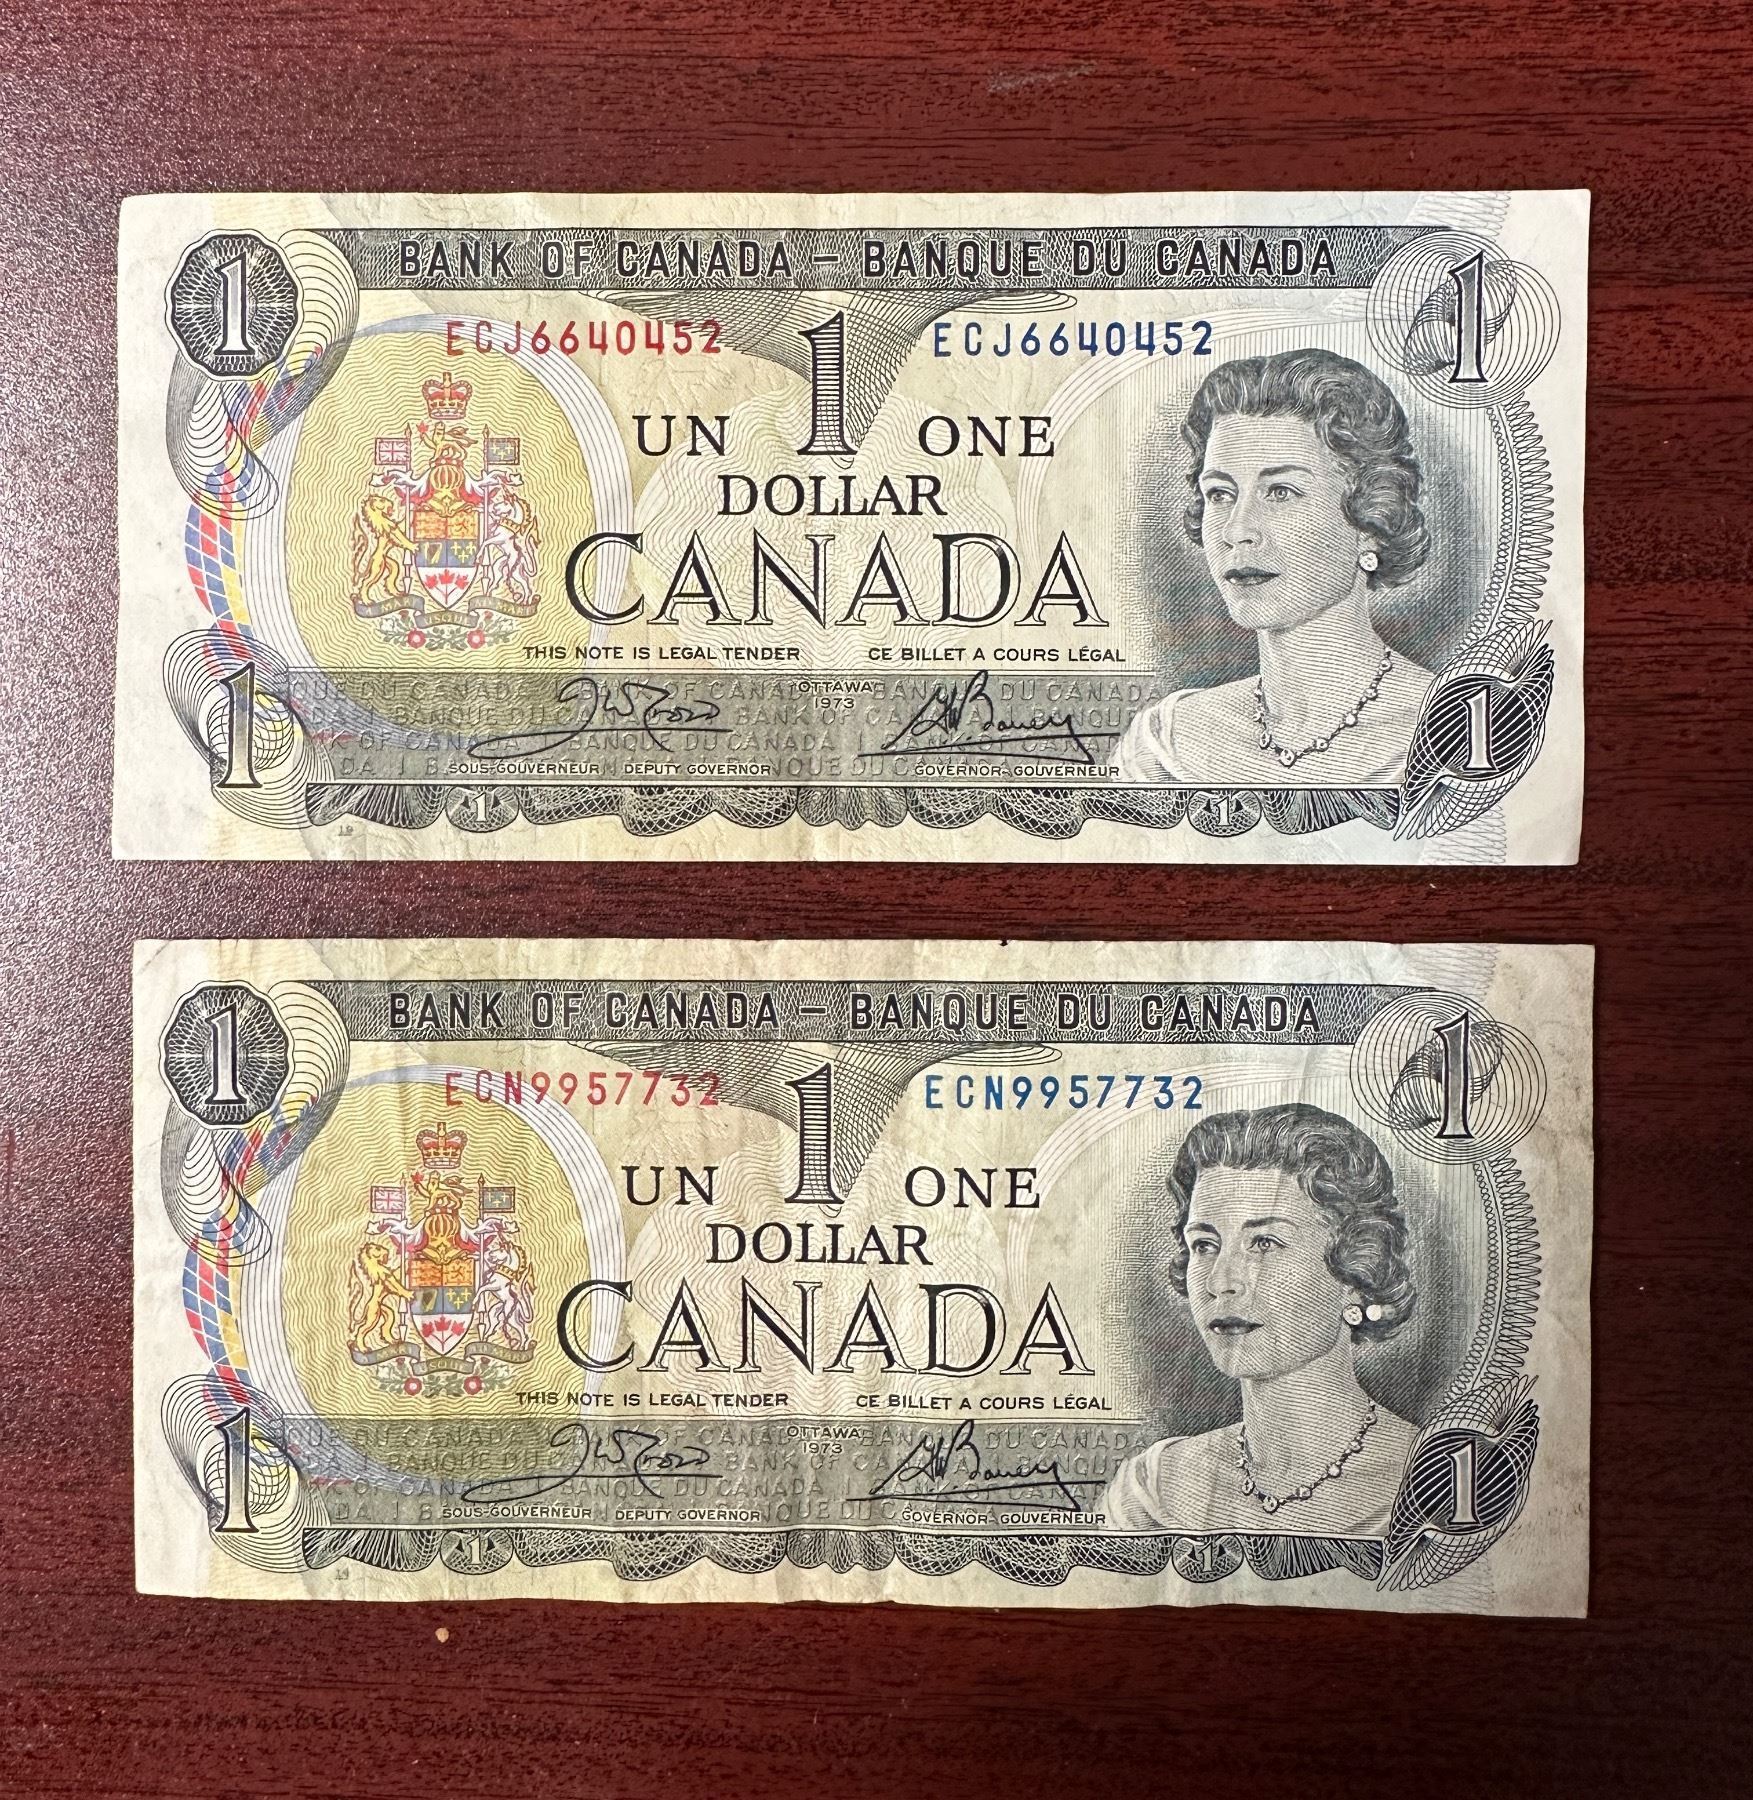 1 BANK OF CANADA – BANQUE DU CANADA 1
ECJ6640452 ECJ6640452
UN 1 ONE
DOLLAR
CANADA
THIS NOTE IS LEGAL TENDER CE BILLET A COURS LÉGAL
OTTAWA
1973
SOUS-GOUVERNEUR DEPUTY GOVERNOR GOVERNOR-GOUVERNEUR
1 1
1 1
1 BANK OF CANADA – BANQUE DU CANADA 1
ECN9957732 ECN9957732
UN 1 ONE
DOLLAR
CANADA
THIS NOTE IS LEGAL TENDER CE BILLET A COURS LÉGAL
OTTAWA
1973
SOUS-GOUVERNEUR DEPUTY GOVERNOR GOVERNOR-GOUVERNEUR
1 1
1 1